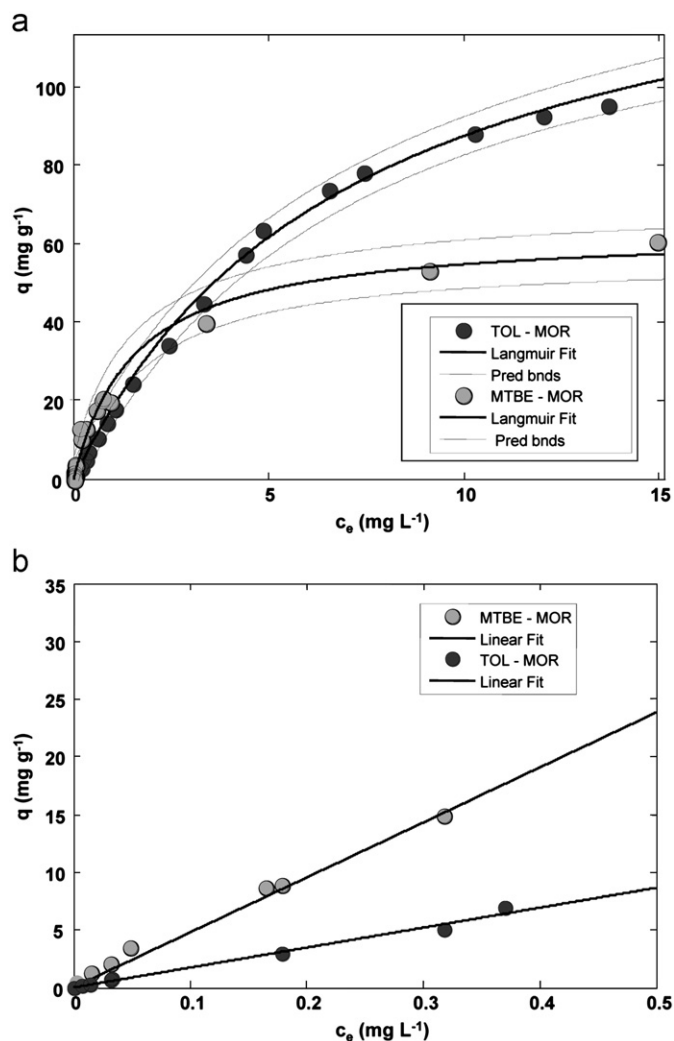 a
100
80
60
40
20
0
q (mg g⁻¹)
0
5
10
15
cₑ (mg L⁻¹)
TOL - MOR
Langmuir Fit
Pred bnds
MTBE - MOR
Langmuir Fit
Pred bnds
b
35
30
25
20
15
10
5
0
q (mg g⁻¹)
0
0.1
0.2
0.3
0.4
0.5
cₑ (mg L⁻¹)
MTBE - MOR
Linear Fit
TOL - MOR
Linear Fit